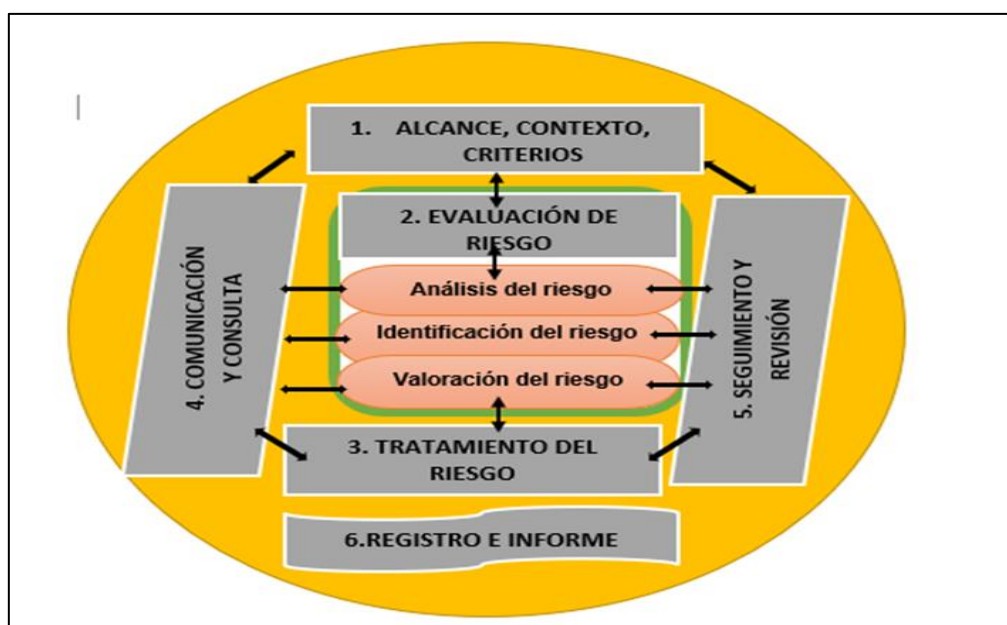 1. ALCANCE, CONTEXTO,
CRITERIOS
2. EVALUACIÓN DE
RIESGO
Análisis del riesgo
Identificación del riesgo
Valoración del riesgo
3. TRATAMIENTO DEL
RIESGO
4. COMUNICACIÓN
Y CONSULTA
5. SEGUIMIENTO Y
REVISIÓN
6.REGISTRO E INFORME